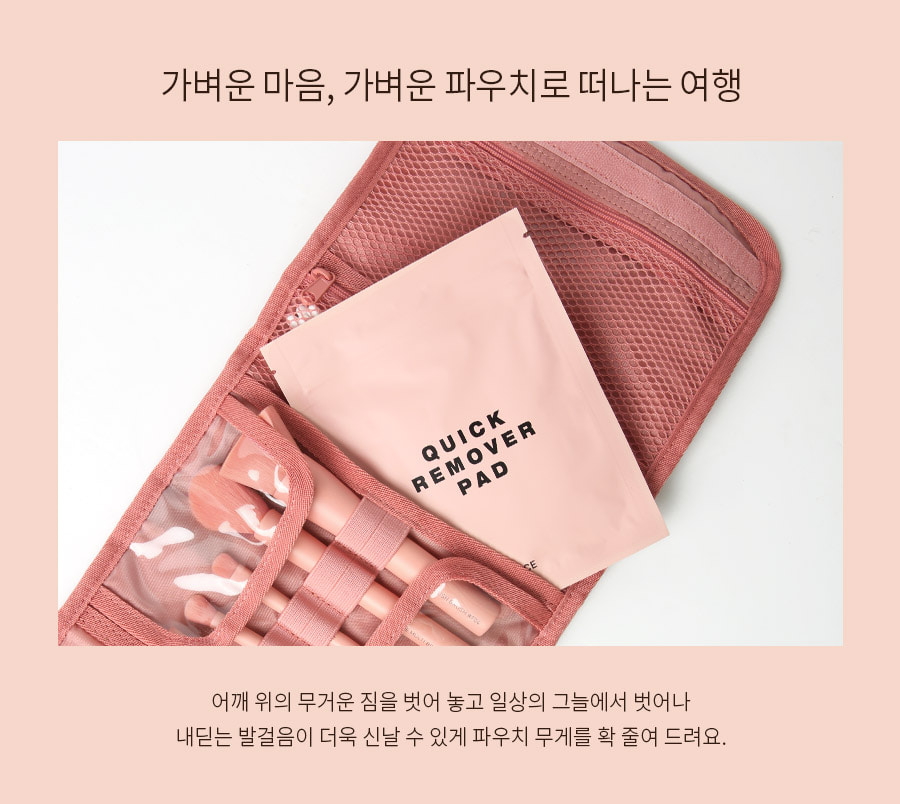 가벼운 마음, 가벼운 파우치로 떠나는 여행
QUICK
REMOVER
PAD
CE
어깨 위의 무거운 짐을 벗어 놓고 일상의 그늘에서 벗어나
내딛는 발걸음이 더욱 신날 수 있게 파우치 무게를 확 줄여 드려요.